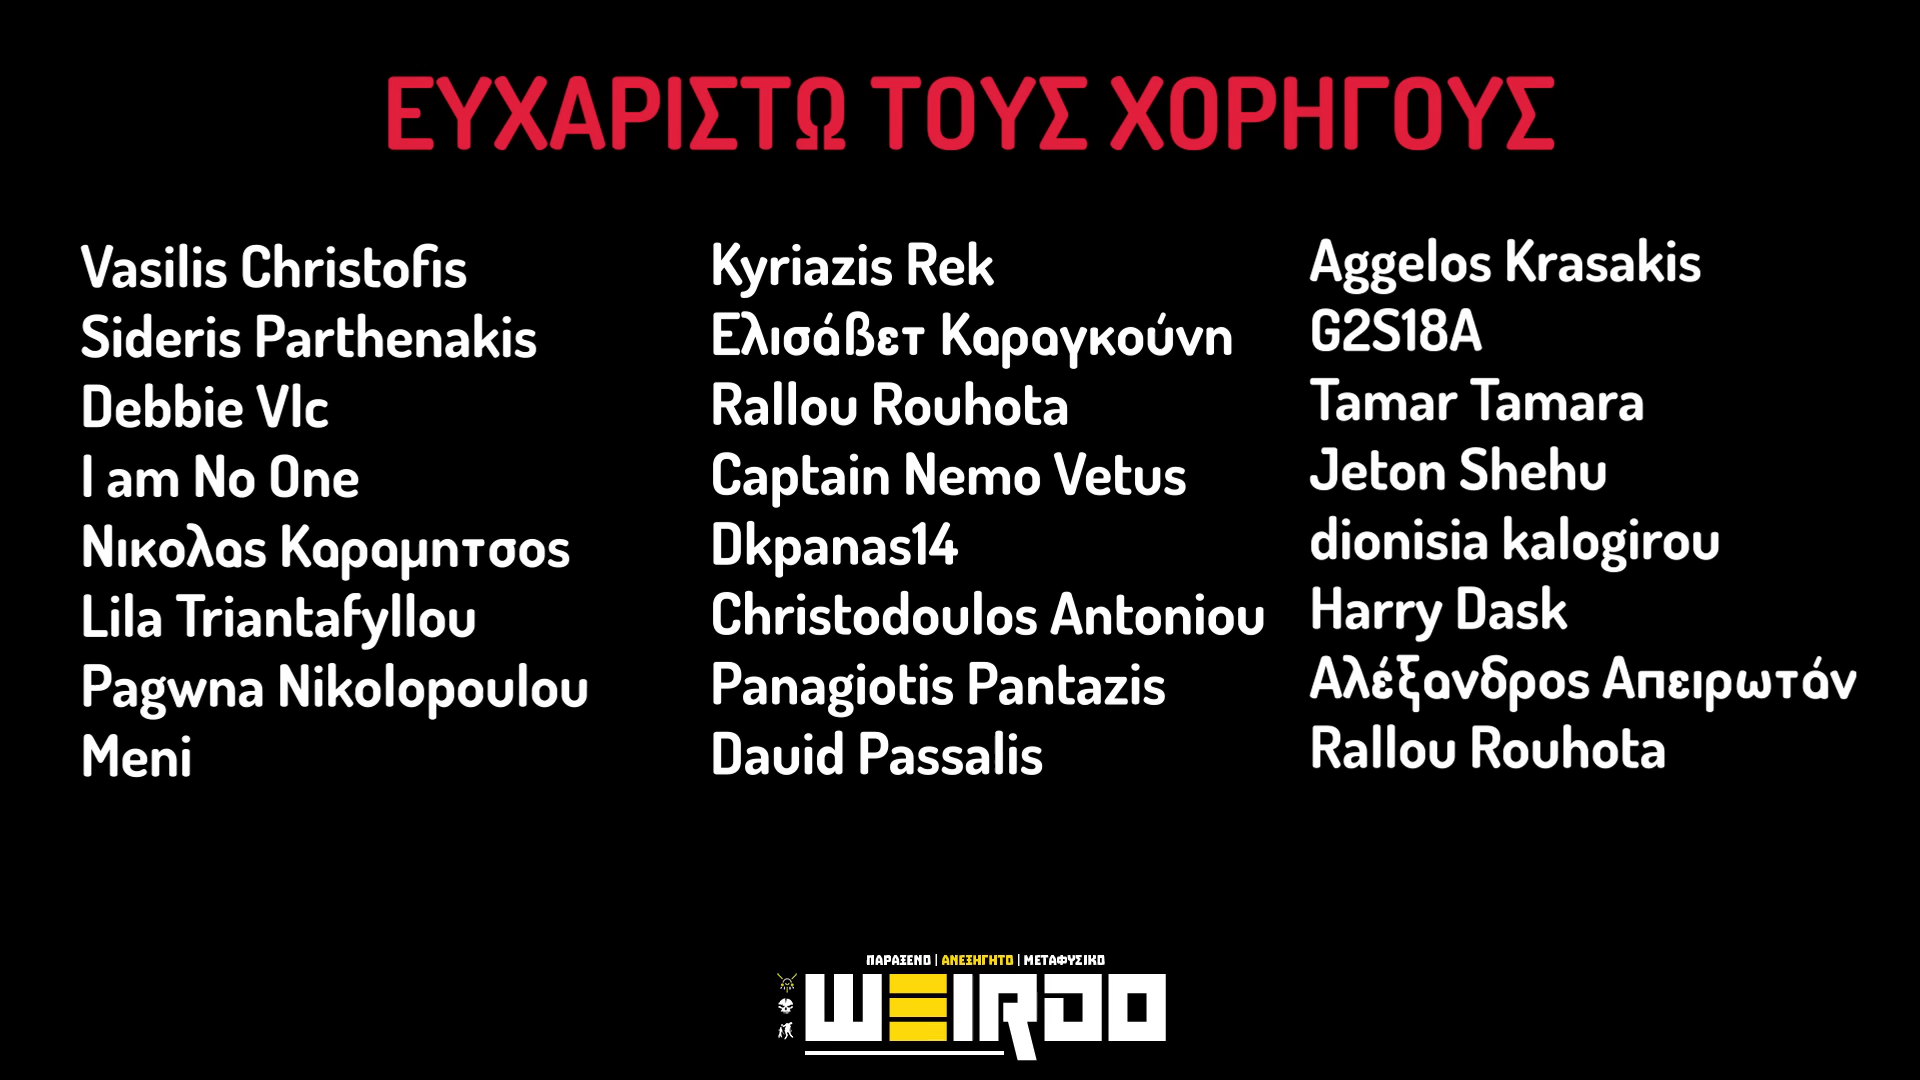 ΕΥΧΑΡΙΣΤΩ ΤΟΥΣ ΧΟΡΗΓΟΥΣ
Vasilis Christofis
Sideris Parthenakis
Debbie Vlc
I am No One
Νικολας Καραμητσος
Lila Triantafyllou
Pagwna Nikolopoulou
Meni
Kyriazis Rek
Ελισάβετ Καραγκούνη
Rallou Rouhota
Captain Nemo Vetus
Dkpanas14
Christodoulos Antoniou
Panagiotis Pantazis
David Passalis
Aggelos Krasakis
G2S18A
Tamar Tamara
Jeton Shehu
dionisia kalogirou
Harry Dask
Αλέξανδρος Απειρωτάν
Rallou Rouhota
ΠΑΡΑΞΕΝΟ | ΑΝΕΞΗΓΗΤΟ | ΜΕΤΑΦΥΣΙΚΟ
WEIRDO